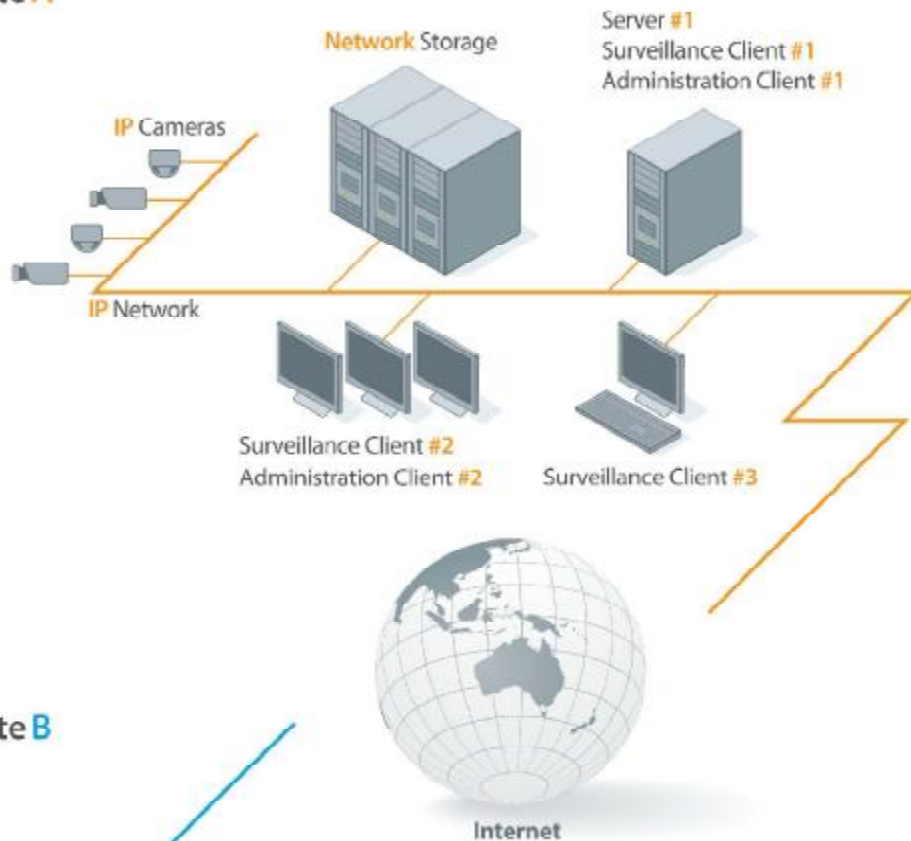 Network Storage
Server #1
Surveillance Client #1
Administration Client #1
IP Cameras
IP Network
Surveillance Client #2
Administration Client #2
Surveillance Client #3
te B
Internet